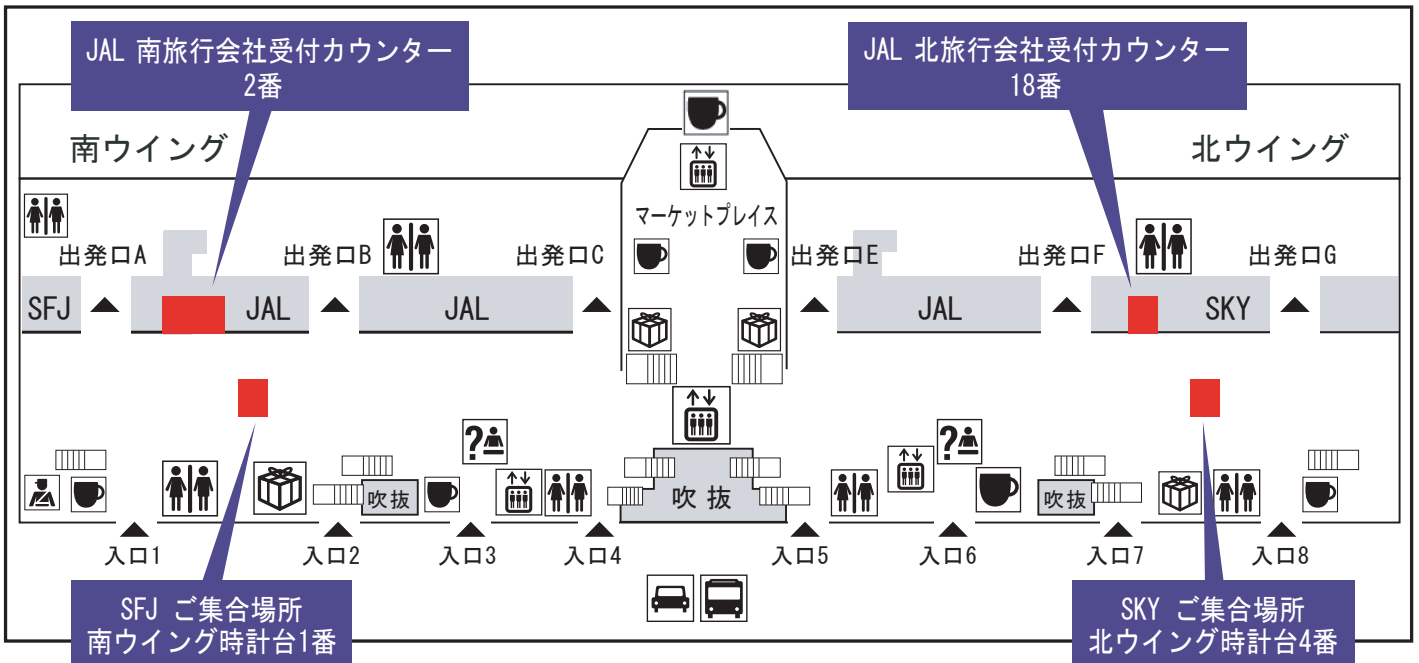 JAL 南旅行会社受付カウンター
2番
JAL 北旅行会社受付カウンター
18番
南ウイング
北ウイング
マーケットプレイス
出発口A
出発口B
出発口C
出発口E
出発口F
出発口G
SFJ
JAL
JAL
JAL
SKY
?
?
吹抜
吹抜
吹抜
入口1
入口2
入口3
入口4
入口5
入口6
入口7
入口8
SFJ ご集合場所
南ウイング時計台1番
SKY ご集合場所
北ウイング時計台4番